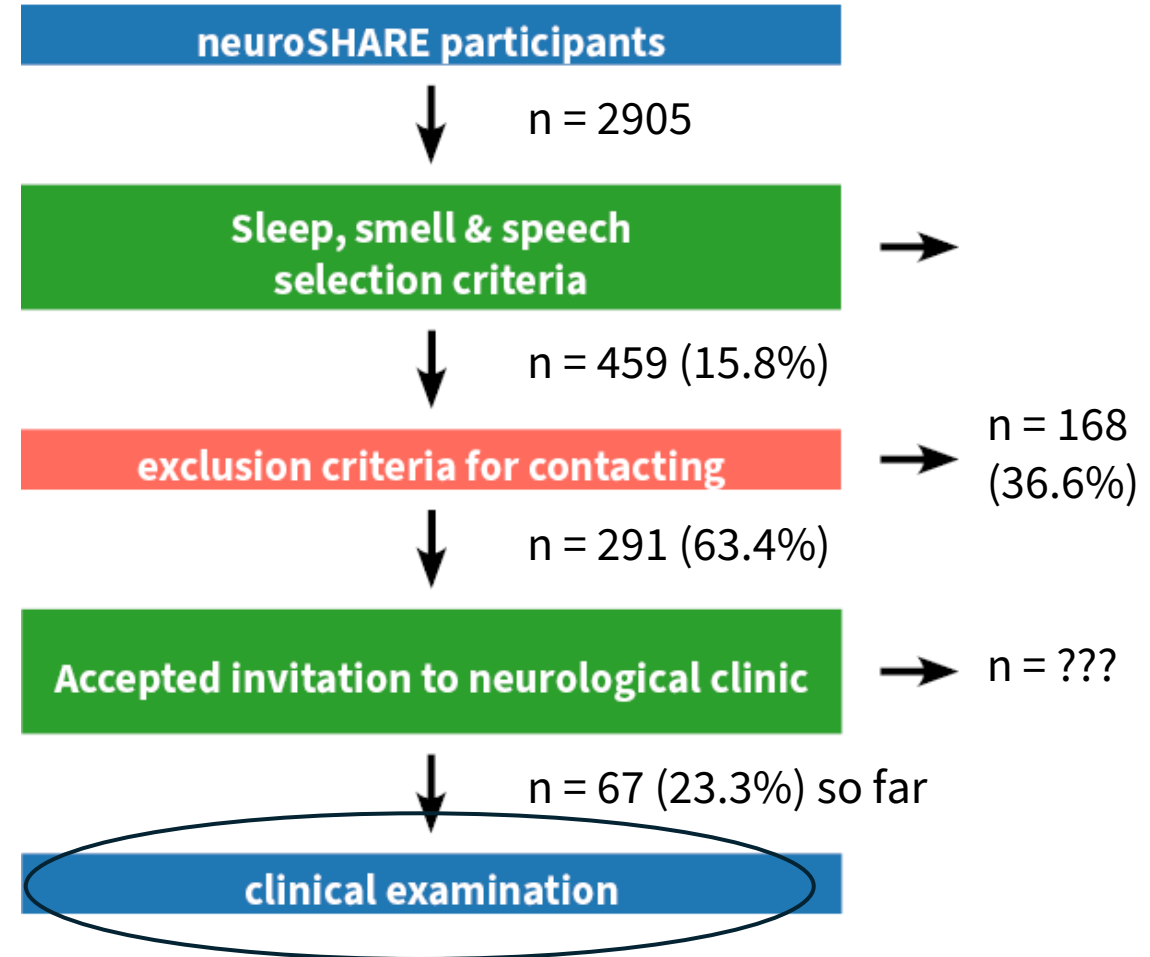 neuroSHARE participants
n = 2905
Sleep, smell & speech
selection criteria
n = 459 (15.8%)
exclusion criteria for contacting
n = 168
(36.6%)
n = 291 (63.4%)
Accepted invitation to neurological clinic
n = ???
n = 67 (23.3%) so far
clinical examination